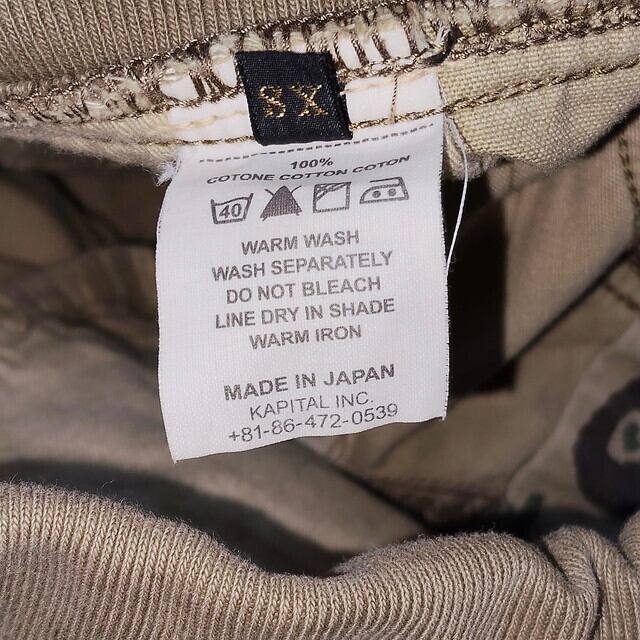 XS
100%
COTONE COTTON COTON
40
WARM WASH
WASH SEPARATELY
DO NOT BLEACH
LINE DRY IN SHADE
WARM IRON
MADE IN JAPAN
KAPITAL INC.
+81-86-472-0539